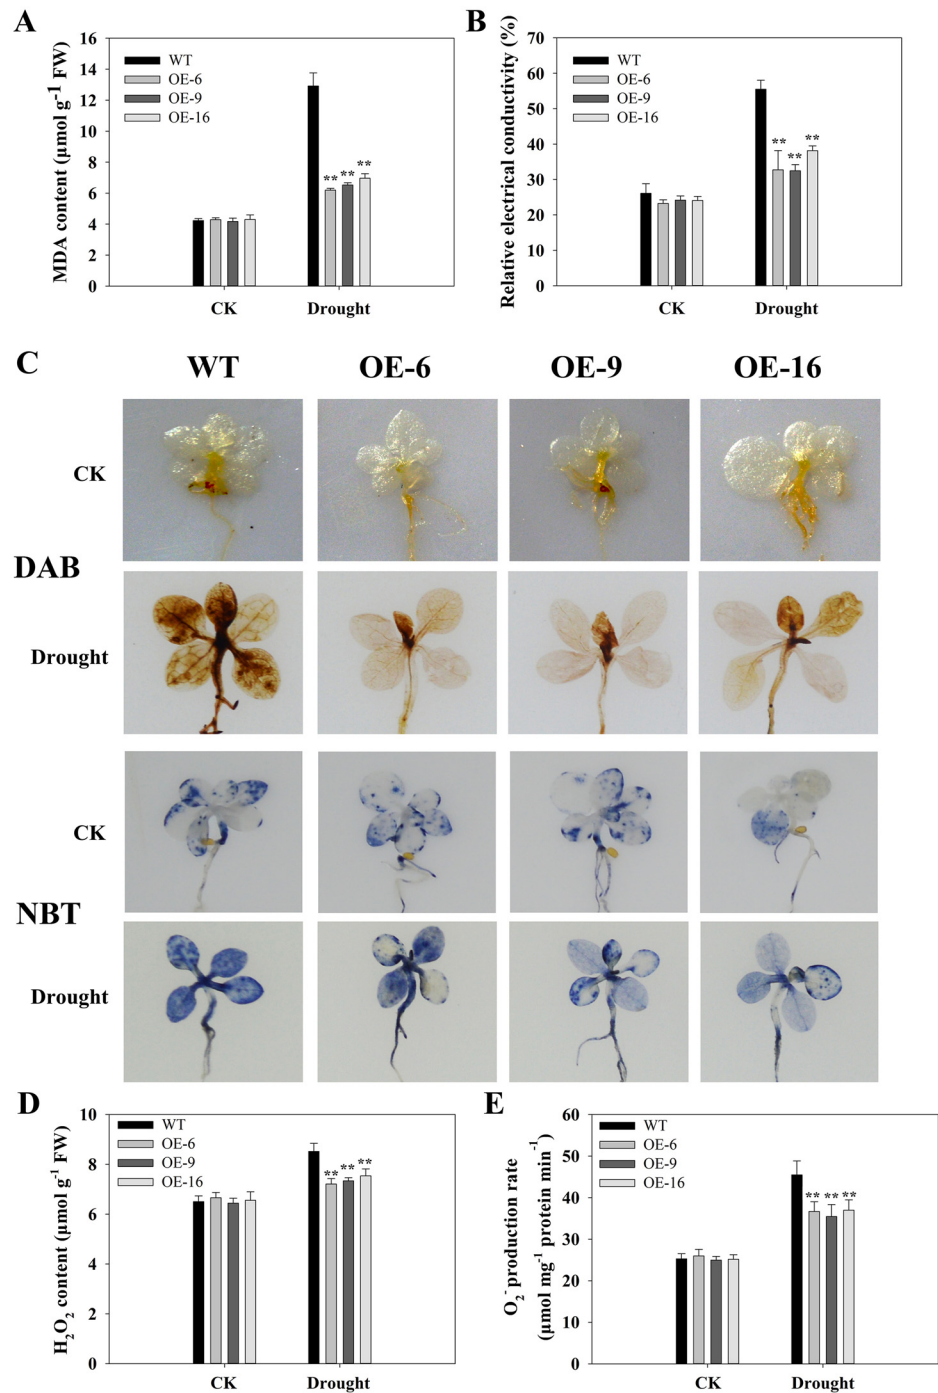 A
MDA content (µmol g-1 FW)
16
14
12
10
8
6
4
2
0
WT
OE-6
OE-9
OE-16
** ** **
CK Drought
B
Relative electrical conductivity (%)
70
60
50
40
30
20
10
0
WT
OE-6
OE-9
OE-16
** ** **
CK Drought
C
WT OE-6 OE-9 OE-16
CK
DAB
Drought
CK
NBT
Drought
D
H2O2 content (µmol g-1 FW)
10
8
6
4
2
0
WT
OE-6
OE-9
OE-16
** ** **
CK Drought
E
O2- production rate
(µmol mg-1 protein min-1)
60
50
40
30
20
10
0
WT
OE-6
OE-9
OE-16
** ** **
CK Drought